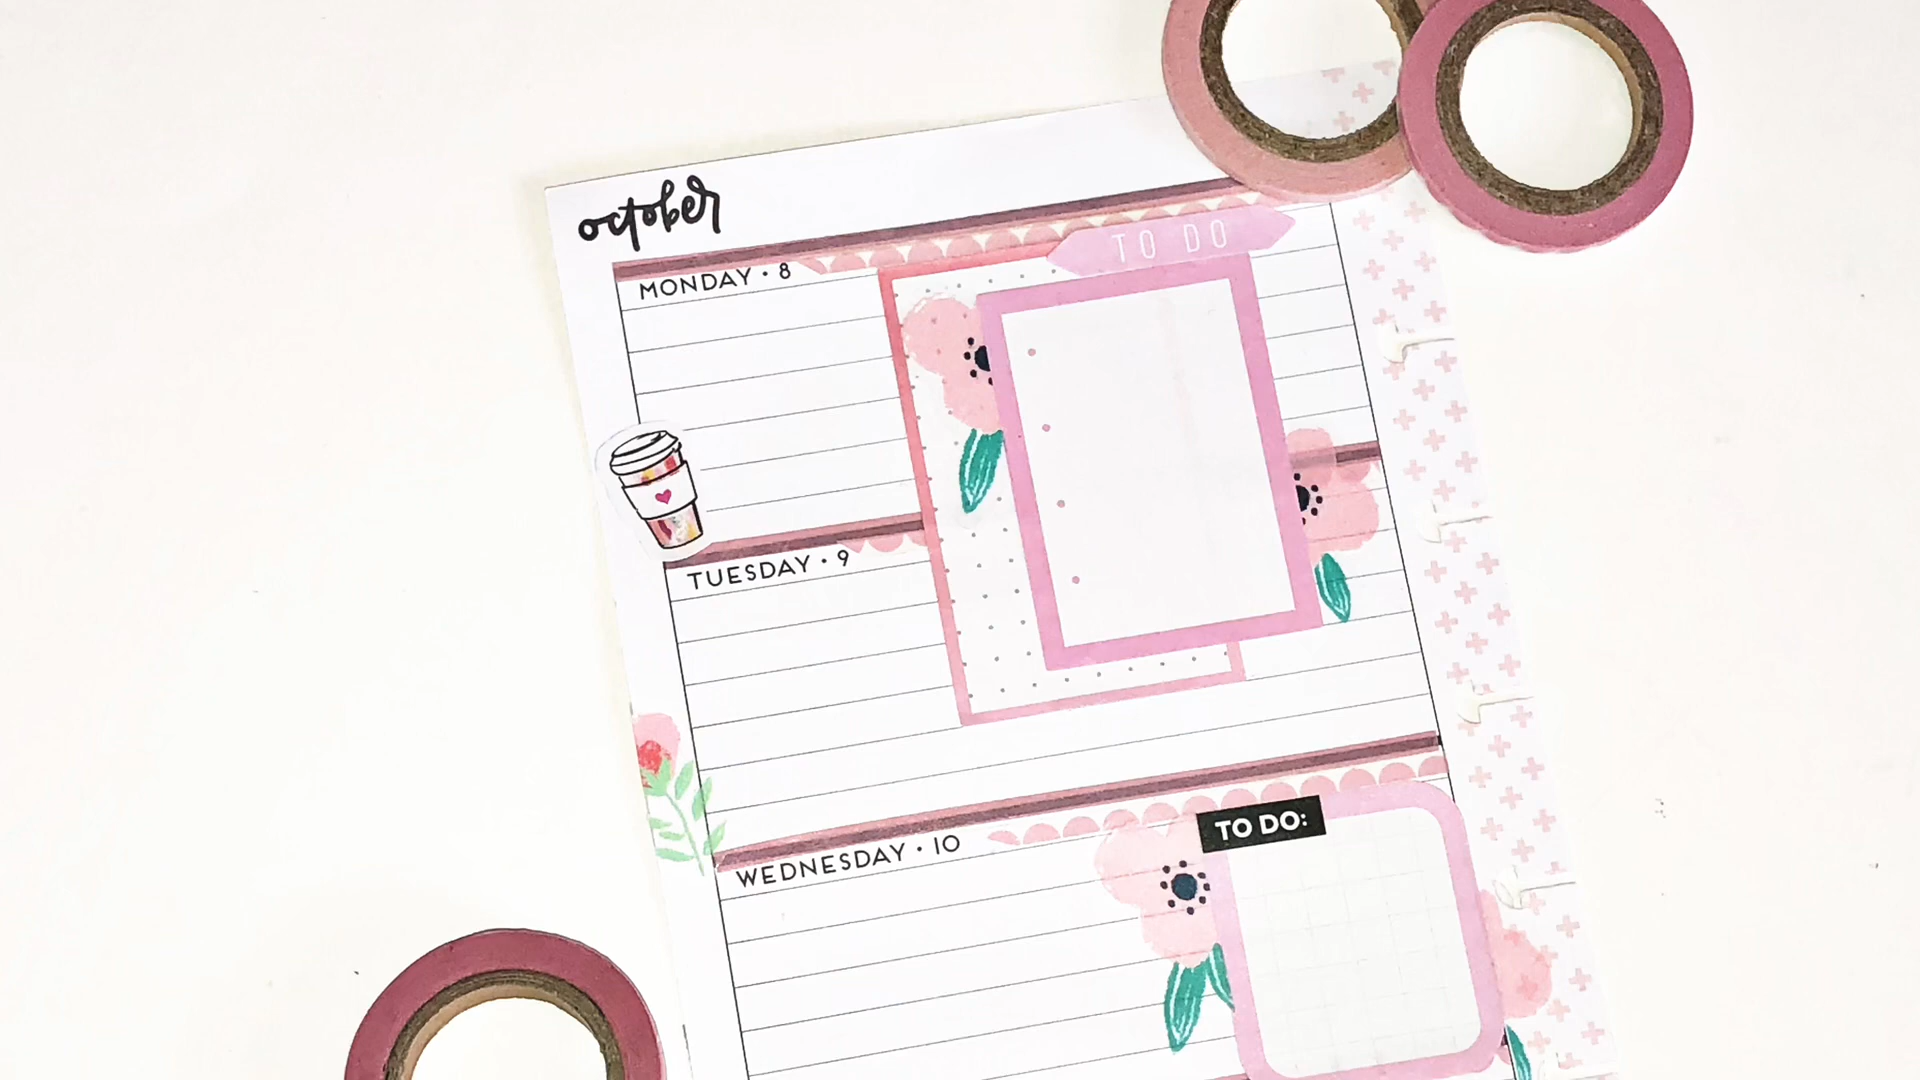 october
MONDAY • 8
TO DO
TUESDAY • 9
WEDNESDAY • 10
TO DO: